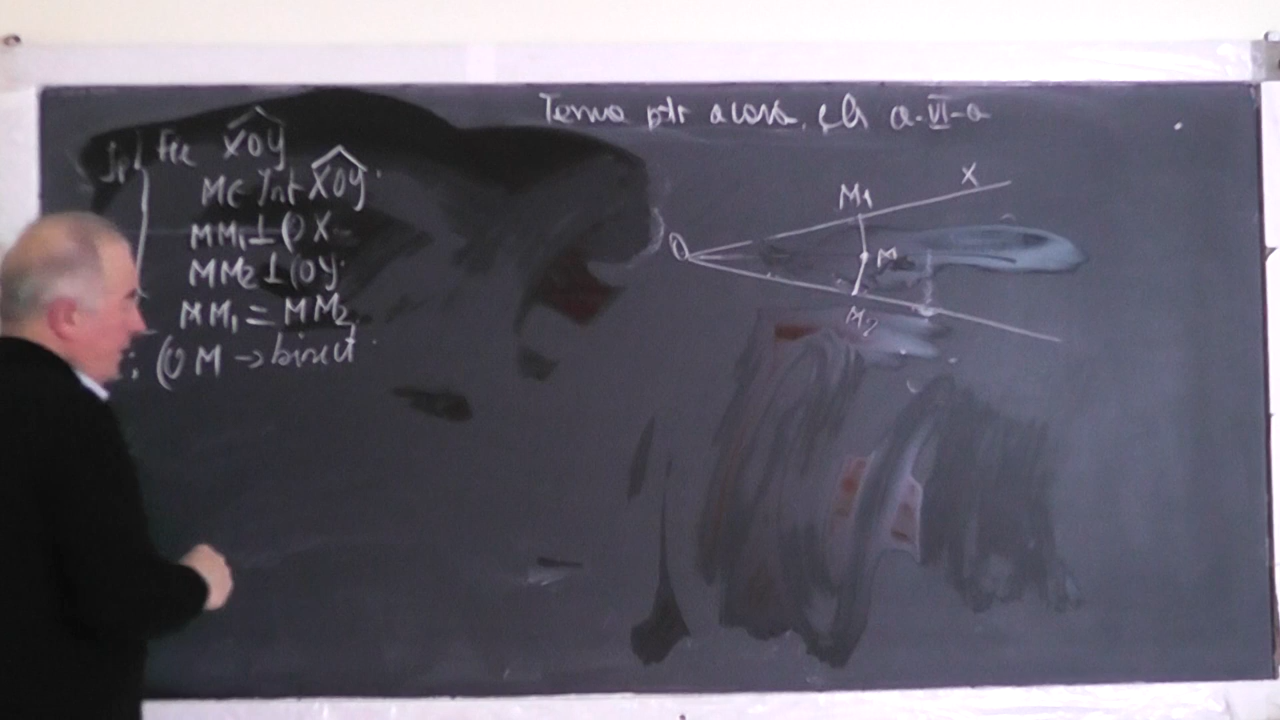 Tema ptr acasa, cls a-VI-a
Ip Fie XOY
M∈ Int XOY
MM₁⊥(OX
MM₂⊥(OY
MM₁=MM₂
: (OM → bisect
O
M₁
X
M
M₂